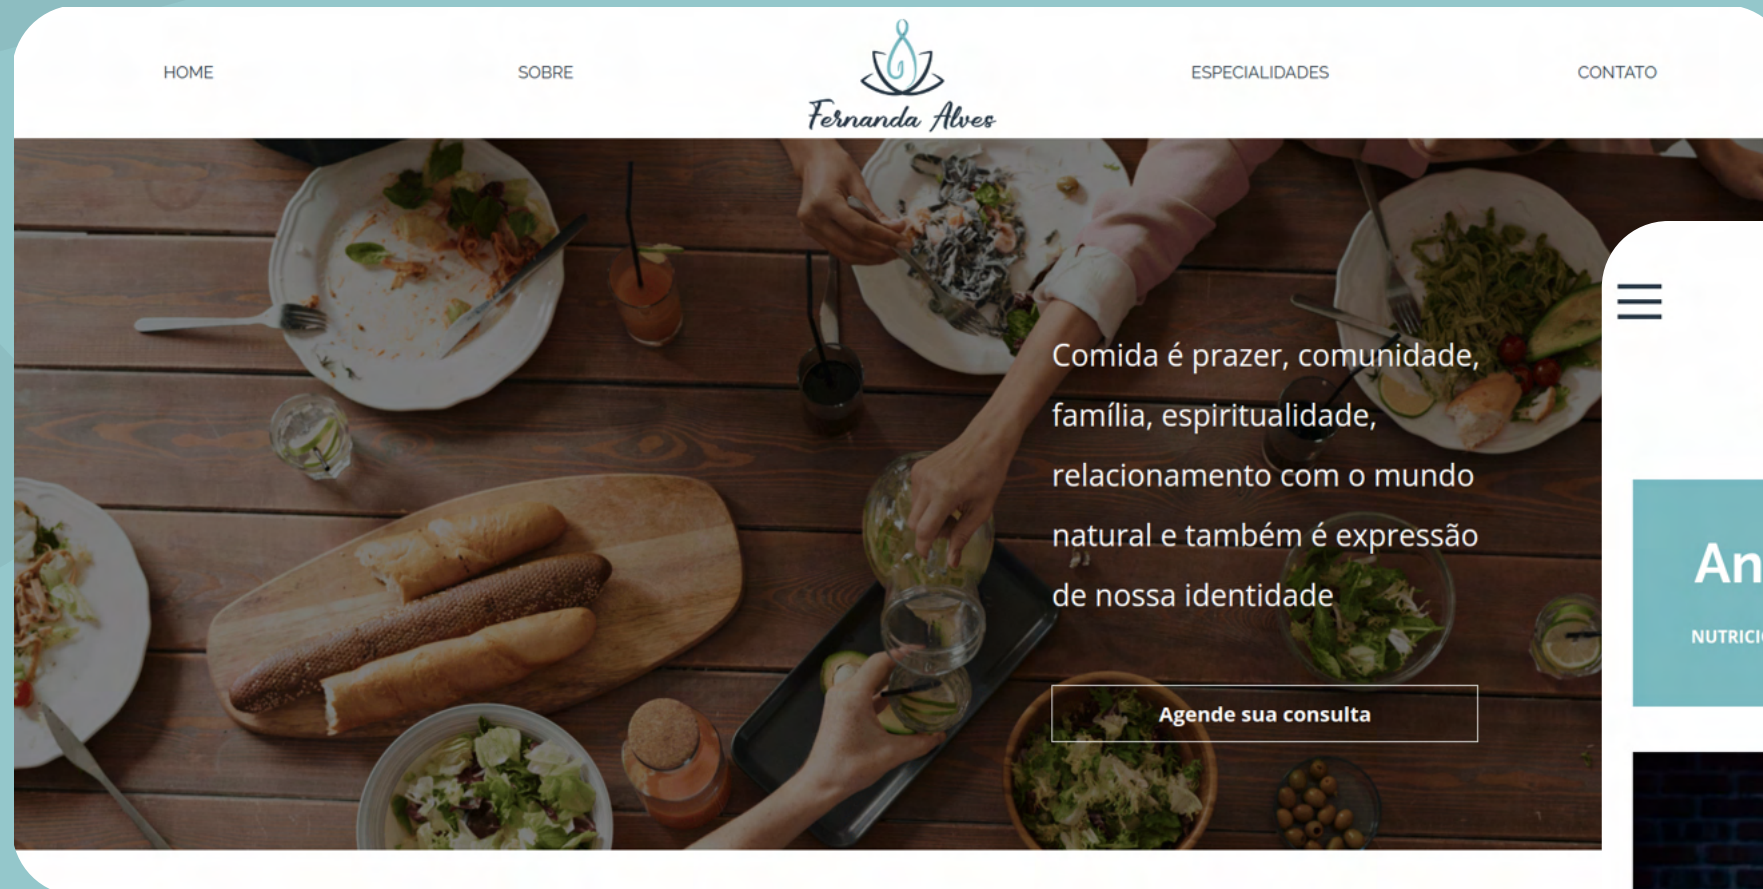 HOME
SOBRE
Fernanda Alves
ESPECIALIDADES
CONTATO
Comida é prazer, comunidade,
família, espiritualidade,
relacionamento com o mundo
natural e também é expressão
de nossa identidade
Agende sua consulta
An